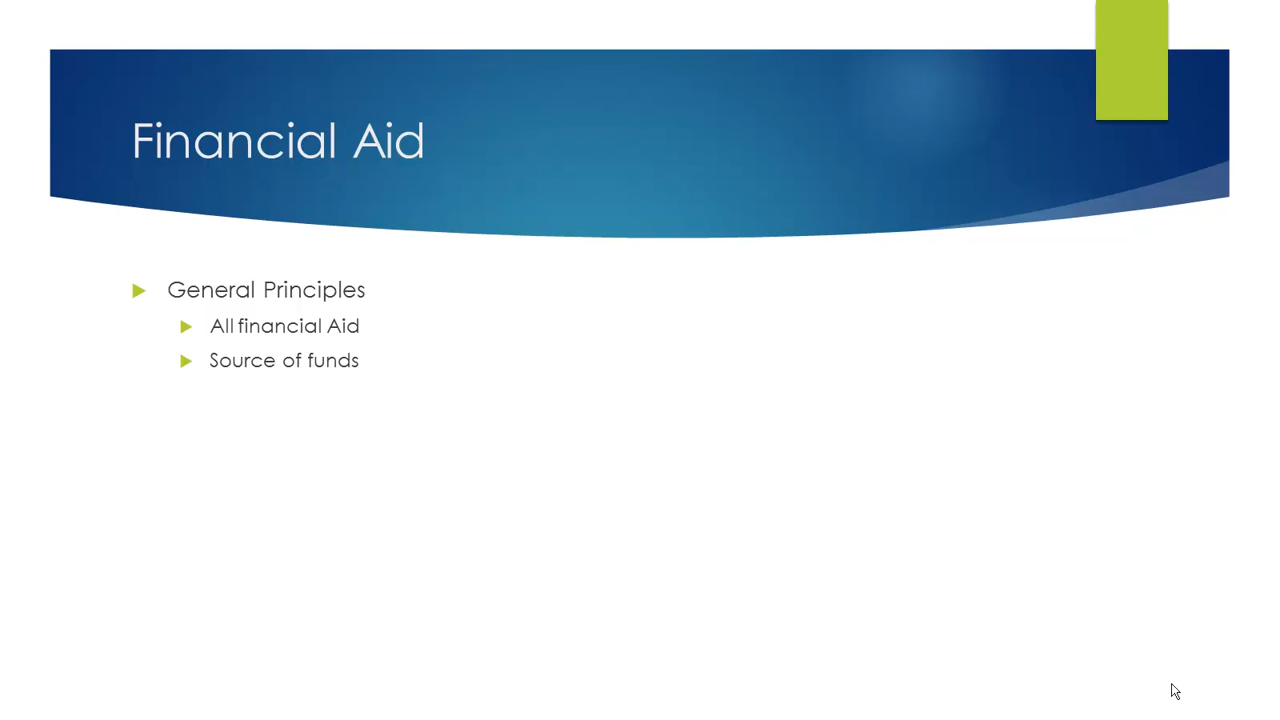 Financial Aid
General Principles
All financial Aid
Source of funds